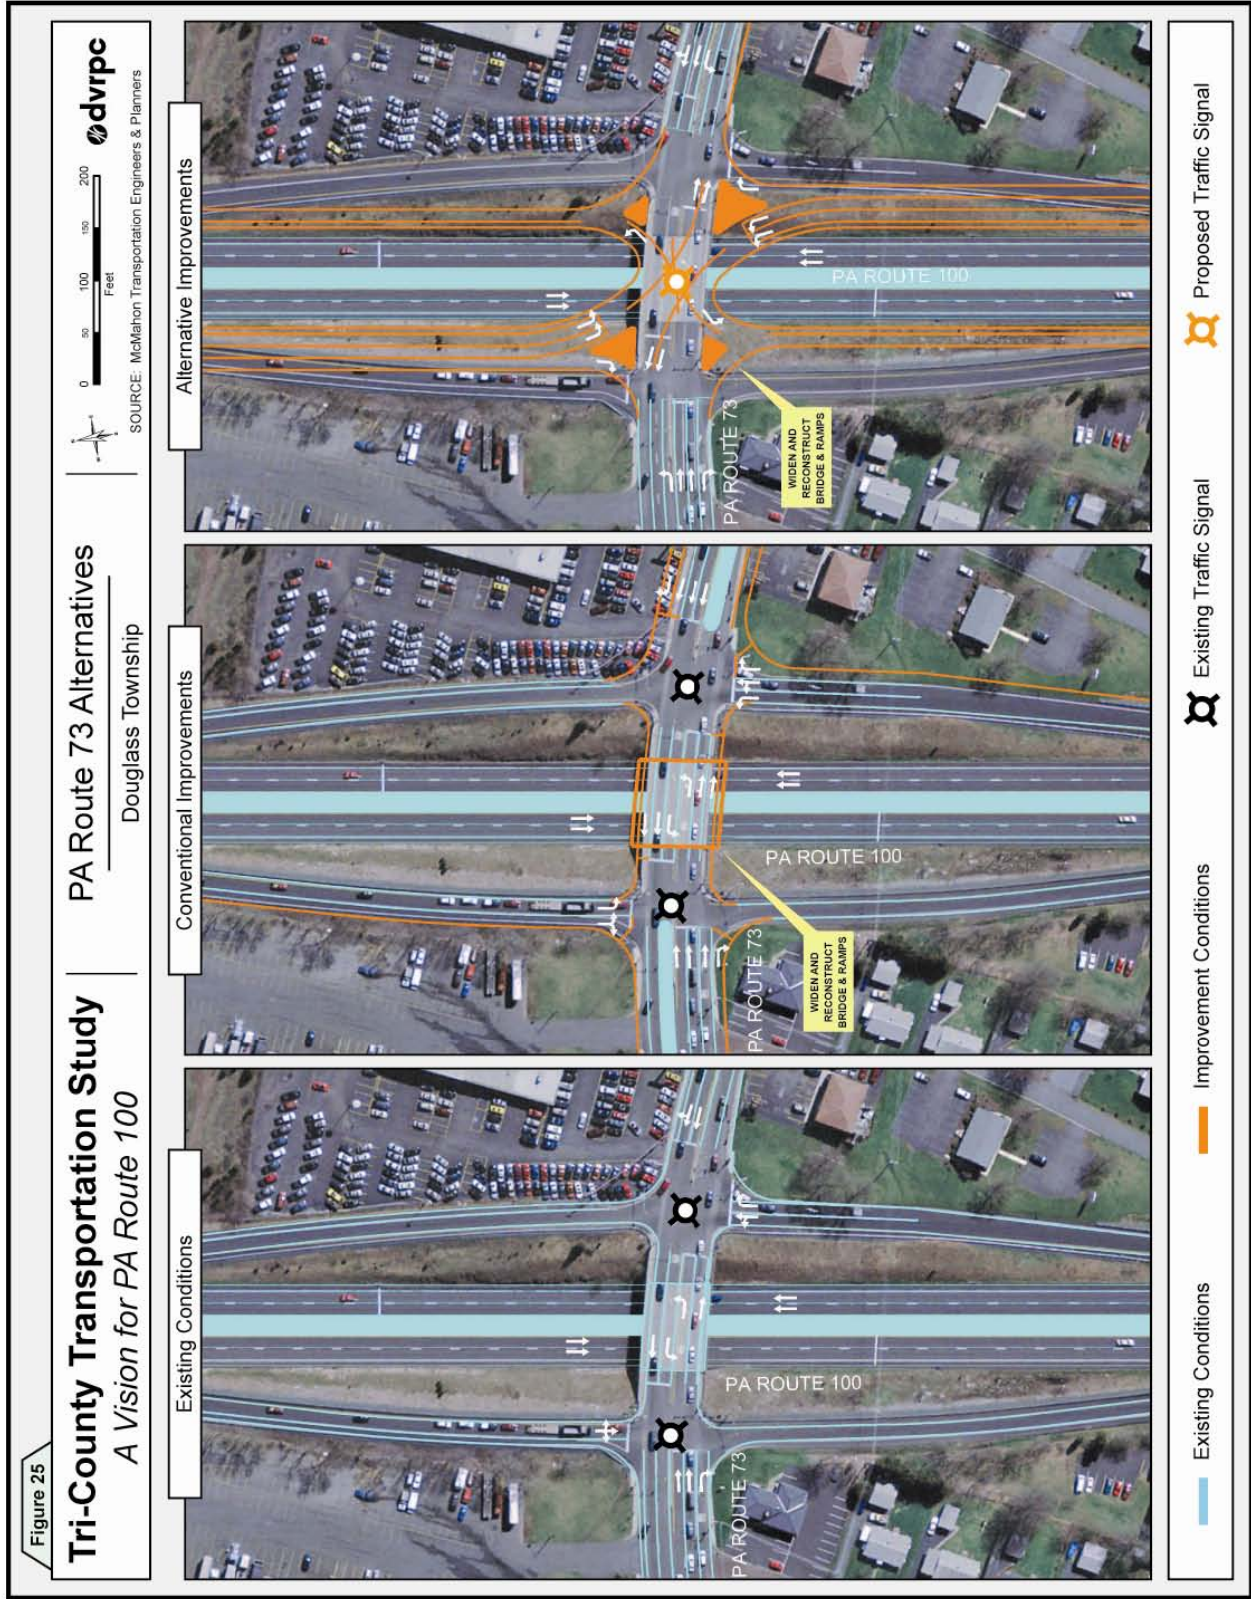 Figure 25
Tri-County Transportation Study
A Vision for PA Route 100
PA Route 73 Alternatives
Douglass Township
0 50 100 150 200
Feet
dvrpc
SOURCE: McMahon Transportation Engineers & Planners
Existing Conditions
PA ROUTE 73
PA ROUTE 100
Conventional Improvements
PA ROUTE 73
PA ROUTE 100
WIDEN AND
RECONSTRUCT
BRIDGE & RAMPS
Alternative Improvements
PA ROUTE 73
PA ROUTE 100
WIDEN AND
RECONSTRUCT
BRIDGE & RAMPS
Existing Conditions
Improvement Conditions
Existing Traffic Signal
Proposed Traffic Signal